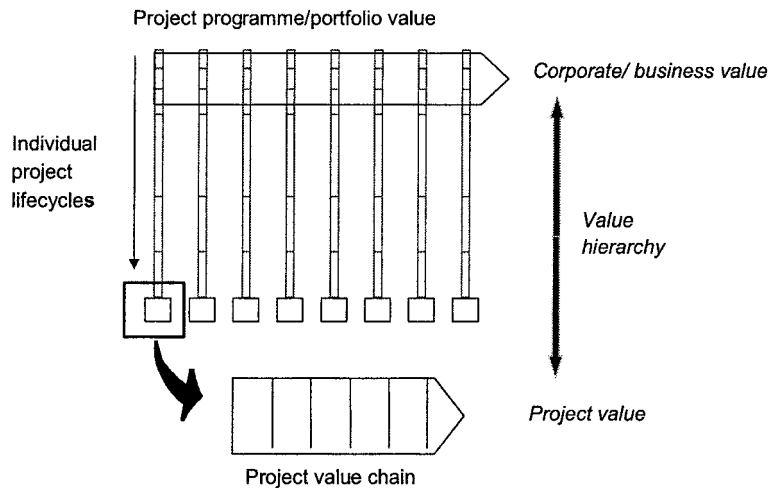 Project programme/portfolio value
Corporate/ business value
Individual
project
lifecycles
Value
hierarchy
Project value
Project value chain